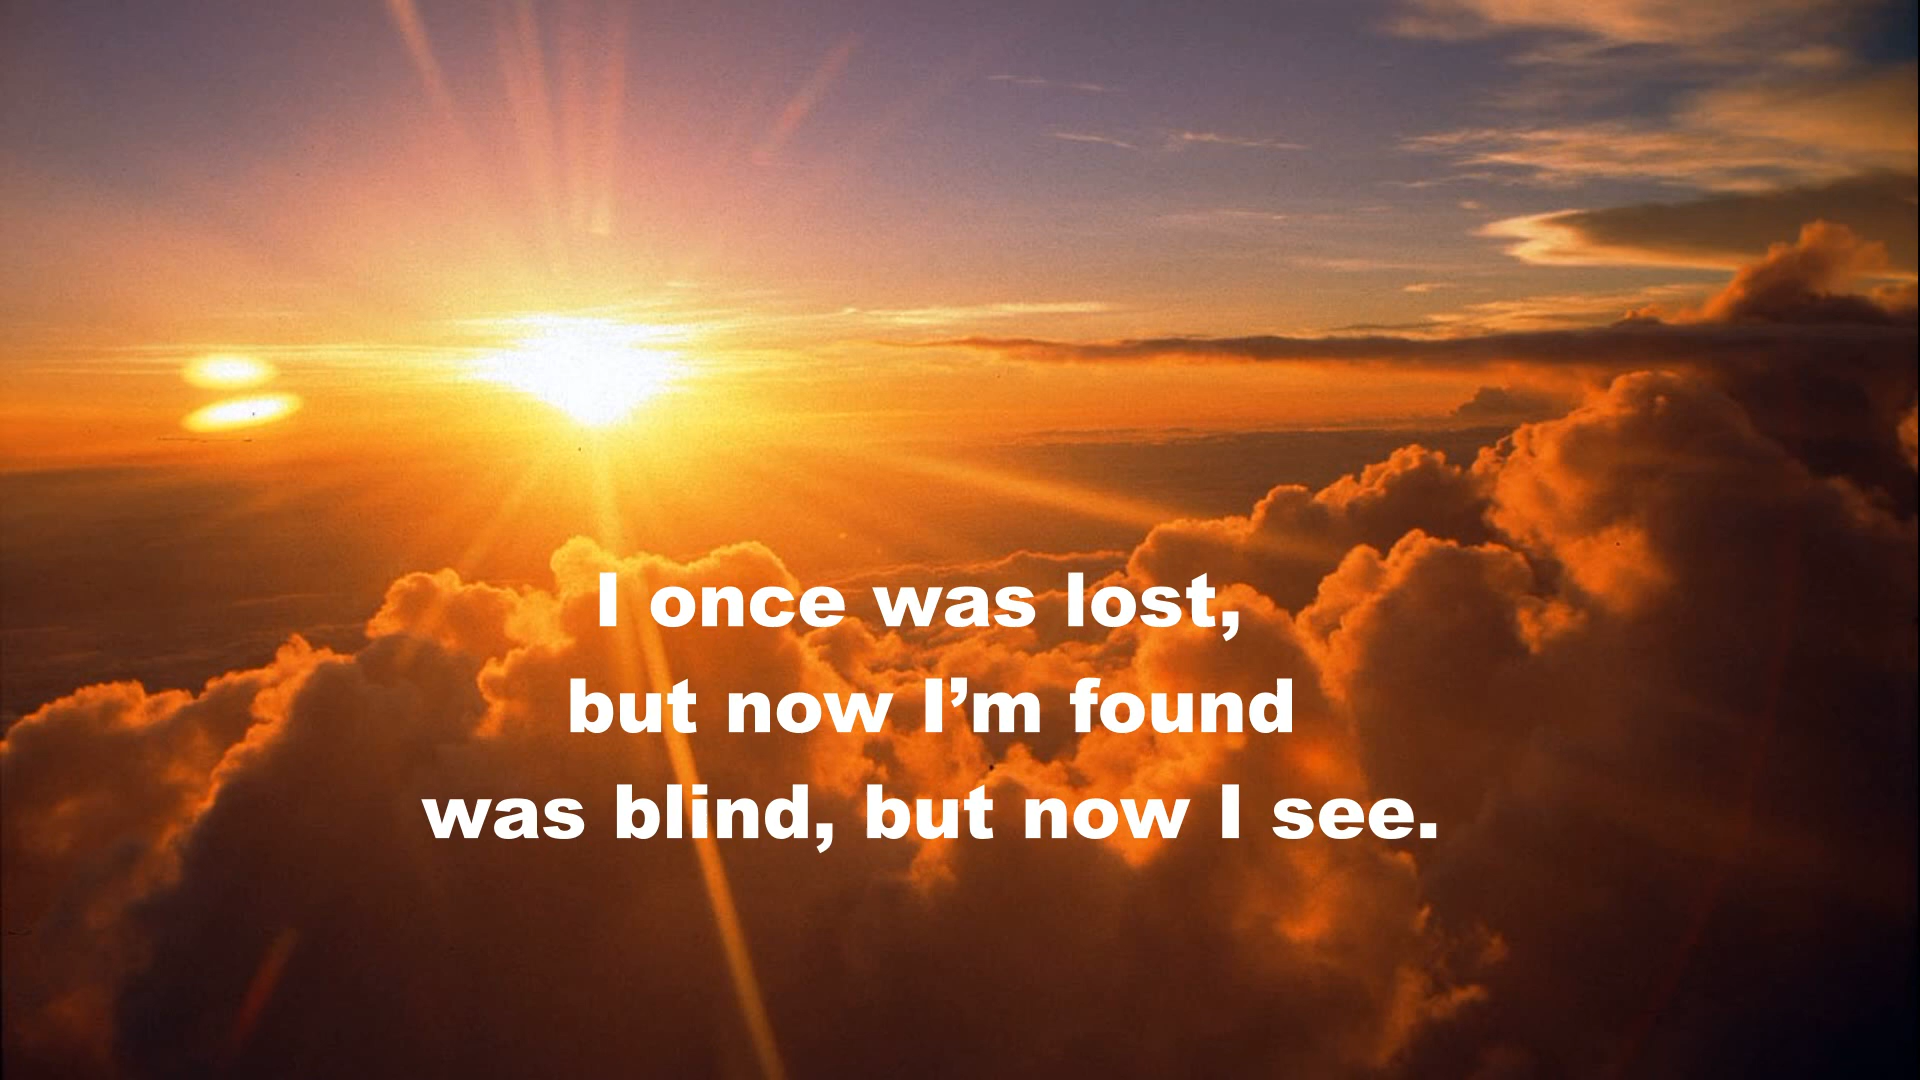 I once was lost,
but now I’m found
was blind, but now I see.